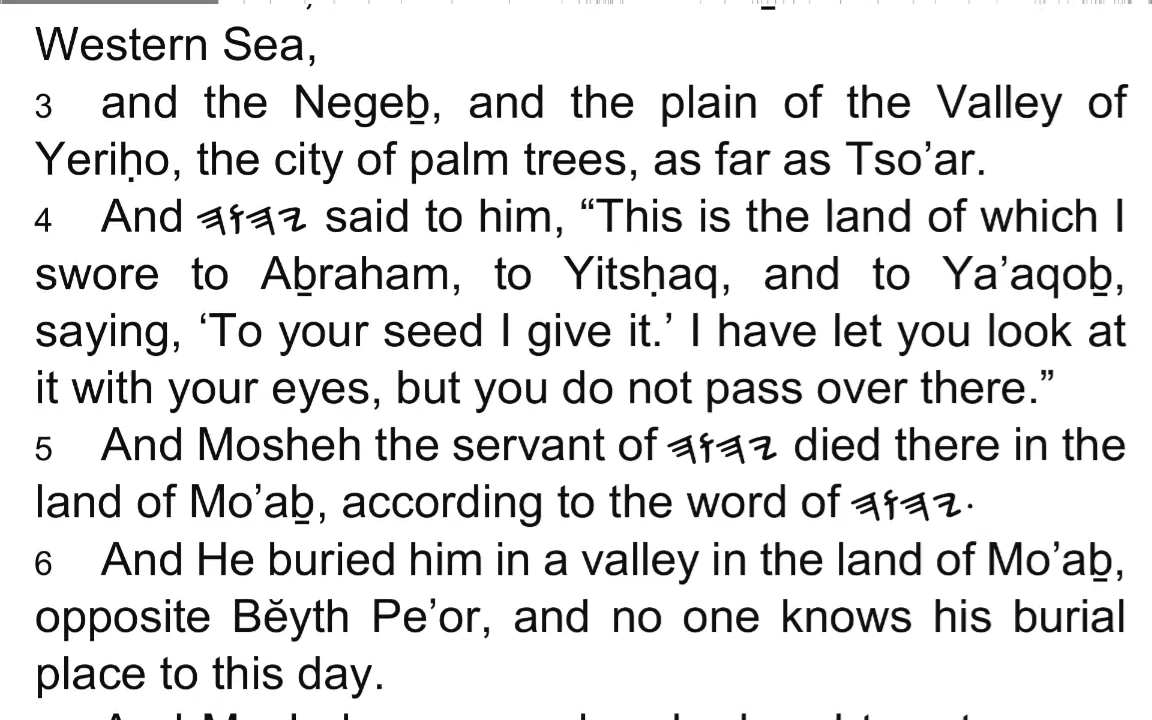 Western Sea,
3 and the Negeḇ, and the plain of the Valley of
Yeriḥo, the city of palm trees, as far as Tso’ar.
4 And 𐤉𐤄𐤅𐤄 said to him, “This is the land of which I
swore to Aḇraham, to Yitsḥaq, and to Ya’aqoḇ,
saying, ‘To your seed I give it.’ I have let you look at
it with your eyes, but you do not pass over there.”
5 And Mosheh the servant of 𐤉𐤄𐤅𐤄 died there in the
land of Mo’aḇ, according to the word of 𐤉𐤄𐤅𐤄.
6 And He buried him in a valley in the land of Mo’aḇ,
opposite Bĕyth Pe’or, and no one knows his burial
place to this day.